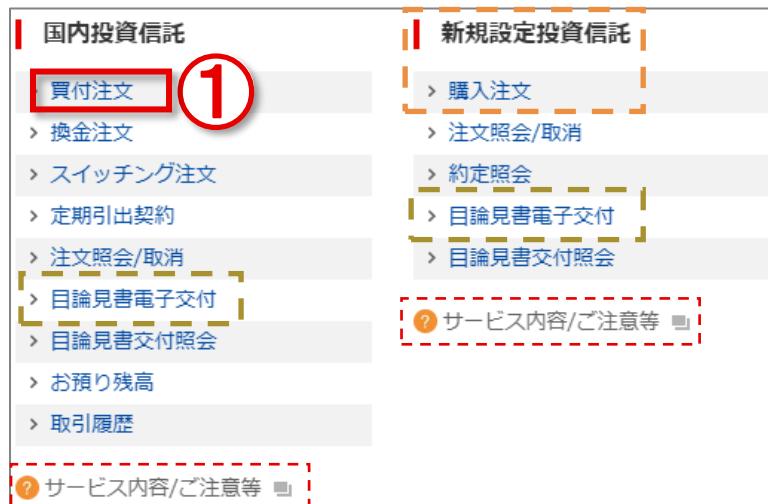 国内投資信託
買付注文
①
換金注文
スイッチング注文
定期引出契約
注文照会/取消
目論見書電子交付
目論見書交付照会
お預り残高
取引履歴
? サービス内容/ご注意等
新規設定投資信託
購入注文
注文照会/取消
約定照会
目論見書電子交付
目論見書交付照会
? サービス内容/ご注意等